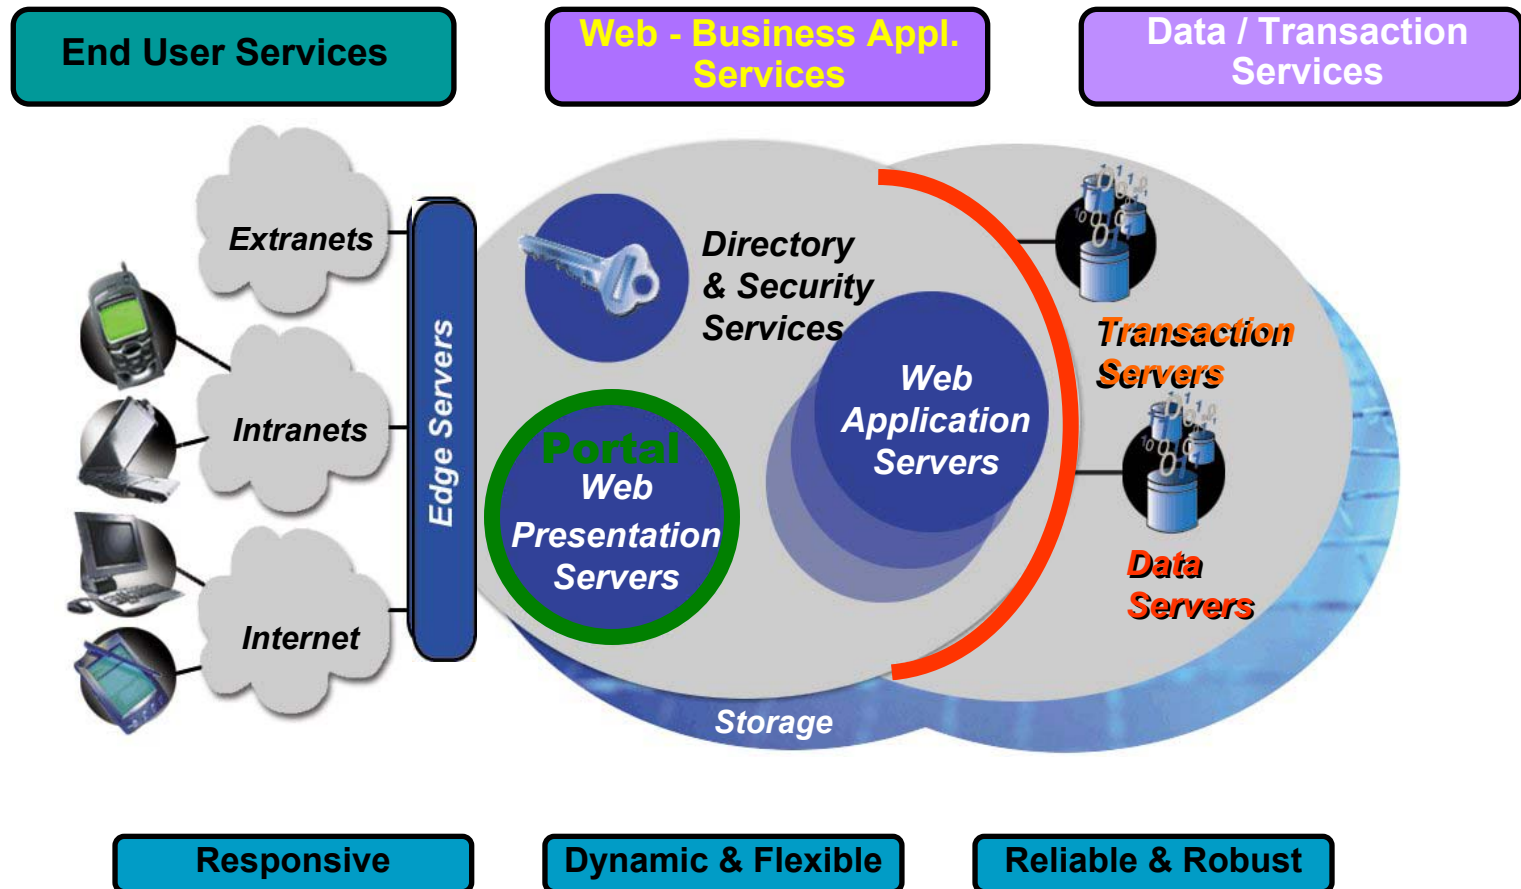 End User Services
Web - Business Appl.
Services
Data / Transaction
Services
Extranets
Intranets
Internet
Edge Servers
Directory
& Security
Services
Portal
Web
Presentation
Servers
Web
Application
Servers
Transaction
Servers
Data
Servers
Storage
Responsive
Dynamic & Flexible
Reliable & Robust